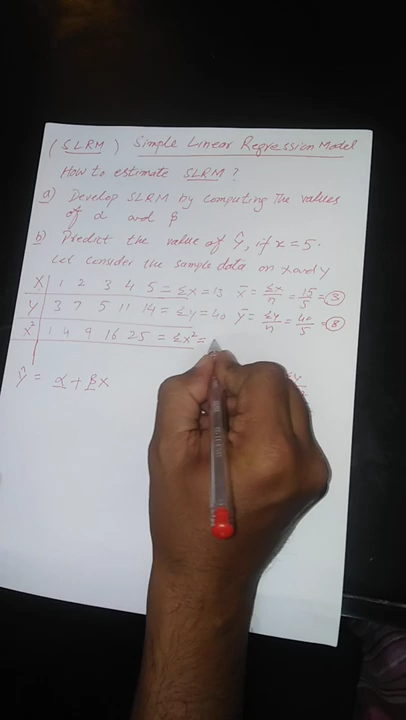 (SLRM) Simple Linear Regression Model
How to estimate SLRM?
a) Develop SLRM by computing the values
of α and β
b) Predict the value of Ŷ, if x = 5.
Let consider the sample data on x and y
X 1 2 3 4 5 = Σx = 15 x̄ = Σx/n = 15/5 = 3
Y 3 7 5 11 14 = Σy = 40 ȳ = Σy/n = 40/5 = 8
X² 1 4 9 16 25 = Σx² =
Ŷ = α + βx